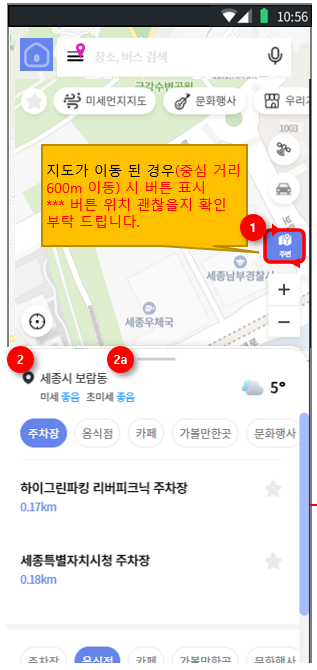 10:56
장소, 버스 검색
금강수변공원
미세먼지지도
문화행사
우리
1003
지도가 이동 된 경우(중심 거리
600m 이동) 시 버튼 표시
*** 버튼 위치 괜찮을지 확인
부탁 드립니다.
1
주변
세종남부경찰서
+
세종우체국
−
2
2a
세종시 보람동
미세 좋음 초미세 좋음
5°
주차장
음식점
카페
가볼만한곳
문화행사
하이그린파킹 리버피크닉 주차장
0.17km
세종특별자치시청 주차장
0.18km
주차장
음식점
카페
가볼만한곳
문화행사